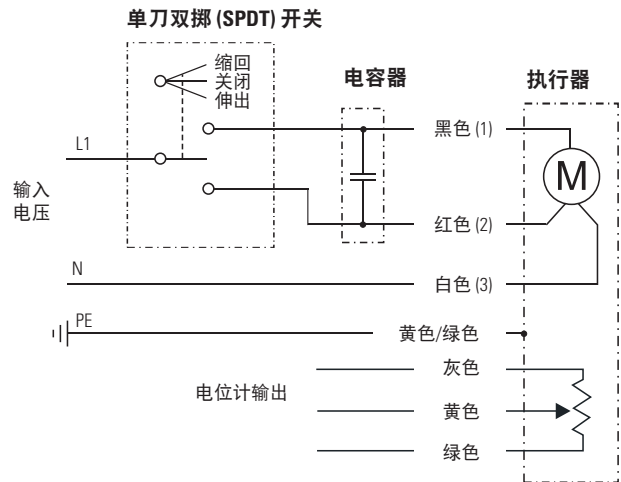 单刀双掷 (SPDT) 开关
缩回
关闭
伸出
电容器
执行器
L1
输入
电压
黑色 (1)
M
红色 (2)
N
白色 (3)
PE
黄色/绿色
电位计输出
灰色
黄色
绿色